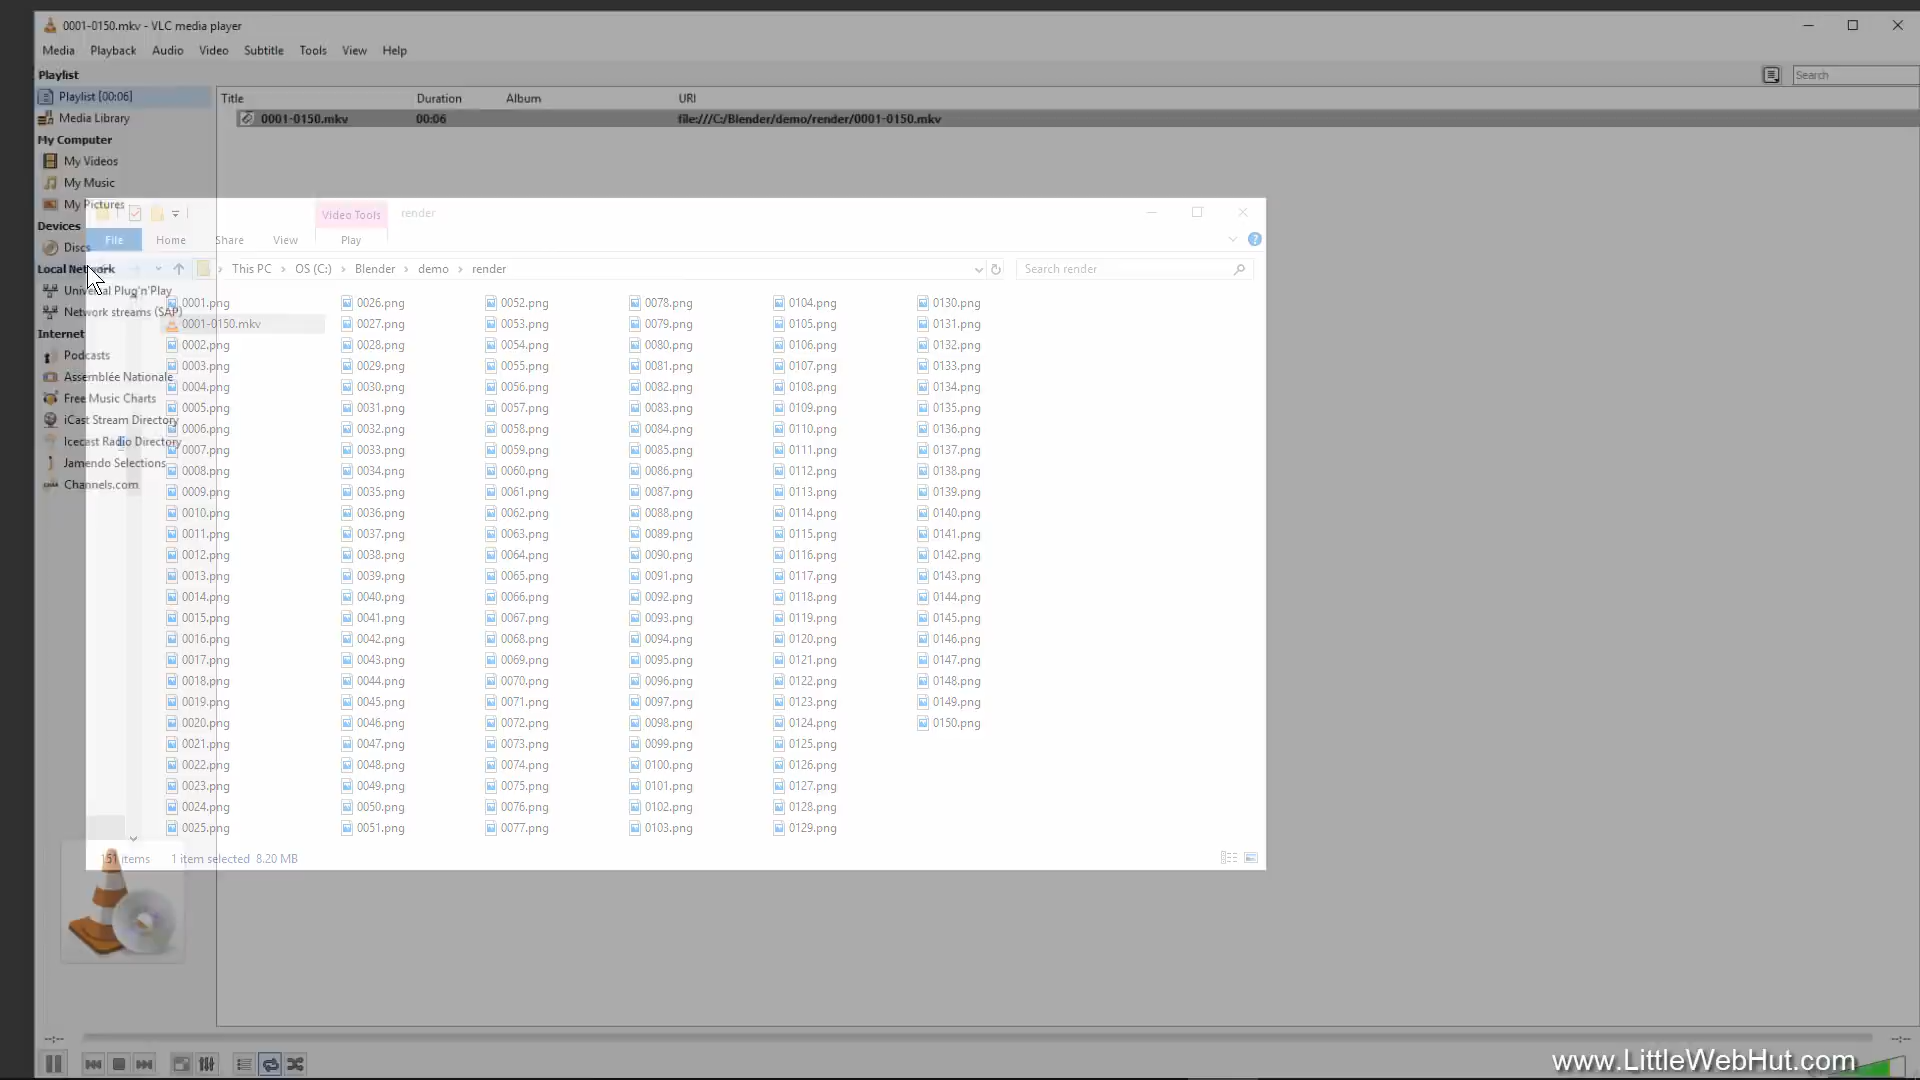 0001-0150.mkv - VLC media player
Media Playback Audio Video Subtitle Tools View Help
Playlist
Search
Playlist [00:06]
Title Duration Album URI
Media Library
0001-0150.mkv 00:06 file:///C:/Blender/demo/render/0001-0150.mkv
My Computer
My Videos
My Music
My Pictures
Devices
Discs
Local Network
Universal Plug'n'Play
Network streams (SAP)
Internet
Podcasts
Assemblée Nationale
Free Music Charts
iCast Stream Directory
Icecast Radio Directory
Jamendo Selections
Channels.com
Video Tools render
File Home Share View Play
This PC OS (C:) Blender demo render
Search render
0001.png 0026.png 0052.png 0078.png 0104.png 0130.png
0001-0150.mkv 0027.png 0053.png 0079.png 0105.png 0131.png
0002.png 0028.png 0054.png 0080.png 0106.png 0132.png
0003.png 0029.png 0055.png 0081.png 0107.png 0133.png
0004.png 0030.png 0056.png 0082.png 0108.png 0134.png
0005.png 0031.png 0057.png 0083.png 0109.png 0135.png
0006.png 0032.png 0058.png 0084.png 0110.png 0136.png
0007.png 0033.png 0059.png 0085.png 0111.png 0137.png
0008.png 0034.png 0060.png 0086.png 0112.png 0138.png
0009.png 0035.png 0061.png 0087.png 0113.png 0139.png
0010.png 0036.png 0062.png 0088.png 0114.png 0140.png
0011.png 0037.png 0063.png 0089.png 0115.png 0141.png
0012.png 0038.png 0064.png 0090.png 0116.png 0142.png
0013.png 0039.png 0065.png 0091.png 0117.png 0143.png
0014.png 0040.png 0066.png 0092.png 0118.png 0144.png
0015.png 0041.png 0067.png 0093.png 0119.png 0145.png
0016.png 0042.png 0068.png 0094.png 0120.png 0146.png
0017.png 0043.png 0069.png 0095.png 0121.png 0147.png
0018.png 0044.png 0070.png 0096.png 0122.png 0148.png
0019.png 0045.png 0071.png 0097.png 0123.png 0149.png
0020.png 0046.png 0072.png 0098.png 0124.png 0150.png
0021.png 0047.png 0073.png 0099.png 0125.png
0022.png 0048.png 0074.png 0100.png 0126.png
0023.png 0049.png 0075.png 0101.png 0127.png
0024.png 0050.png 0076.png 0102.png 0128.png
0025.png 0051.png 0077.png 0103.png 0129.png
151 items 1 item selected 8.20 MB
--:-- --:--
www.LittleWebHut.com